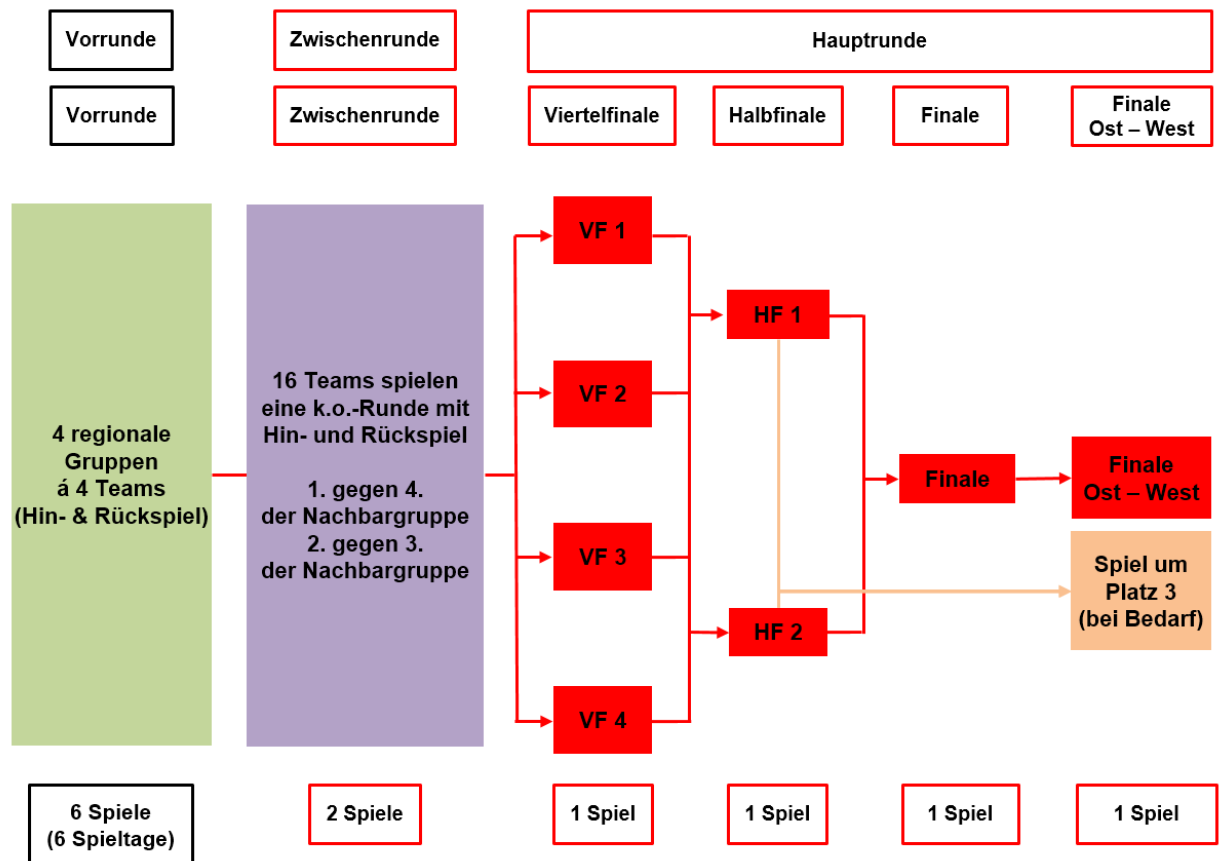 Vorrunde
Zwischenrunde
Hauptrunde
Vorrunde
Zwischenrunde
Viertelfinale
Halbfinale
Finale
Finale
Ost – West
4 regionale
Gruppen
á 4 Teams
(Hin- & Rückspiel)
16 Teams spielen
eine k.o.-Runde mit
Hin- und Rückspiel
1. gegen 4.
der Nachbargruppe
2. gegen 3.
der Nachbargruppe
VF 1
VF 2
VF 3
VF 4
HF 1
HF 2
Finale
Finale
Ost – West
Spiel um
Platz 3
(bei Bedarf)
6 Spiele
(6 Spieltage)
2 Spiele
1 Spiel
1 Spiel
1 Spiel
1 Spiel